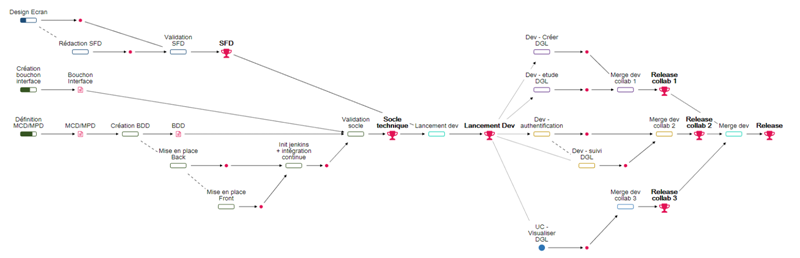 Design Ecran
Rédaction SFD
Validation
SFD
SFD
Création
bouchon
interface
Bouchon
Interface
Définition
MCD/MPD
MCD/MPD
Création BDD
BDD
Mise en place
Back
Mise en place
Front
Init jenkins
+ intégration
continue
Validation
socle
Socle
technique
Lancement dev
Lancement Dev
Dev - Créer
DGL
Dev - etude
DGL
Dev -
authentification
Dev - suivi
DGL
UC -
Visualiser
DGL
Merge dev
collab 1
Release
collab 1
Merge dev
collab 2
Release
collab 2
Merge dev
Release
Merge dev
collab 3
Release
collab 3